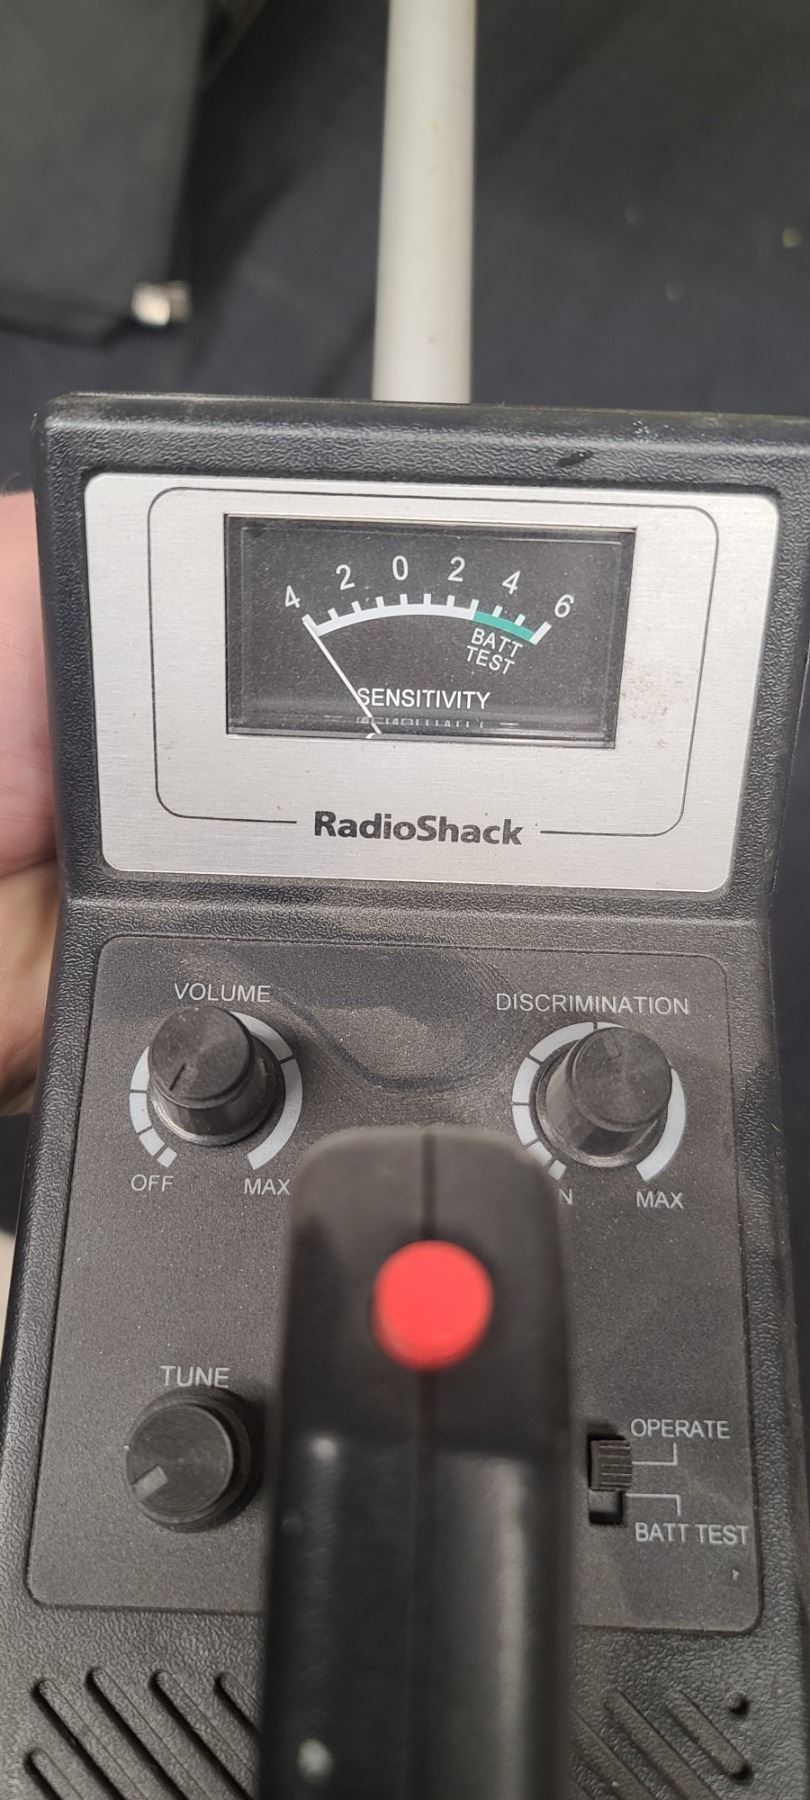 4 2 0 2 4 6
BATT
TEST
SENSITIVITY
RadioShack
VOLUME
DISCRIMINATION
OFF
MAX
MAX
TUNE
OPERATE
BATT TEST